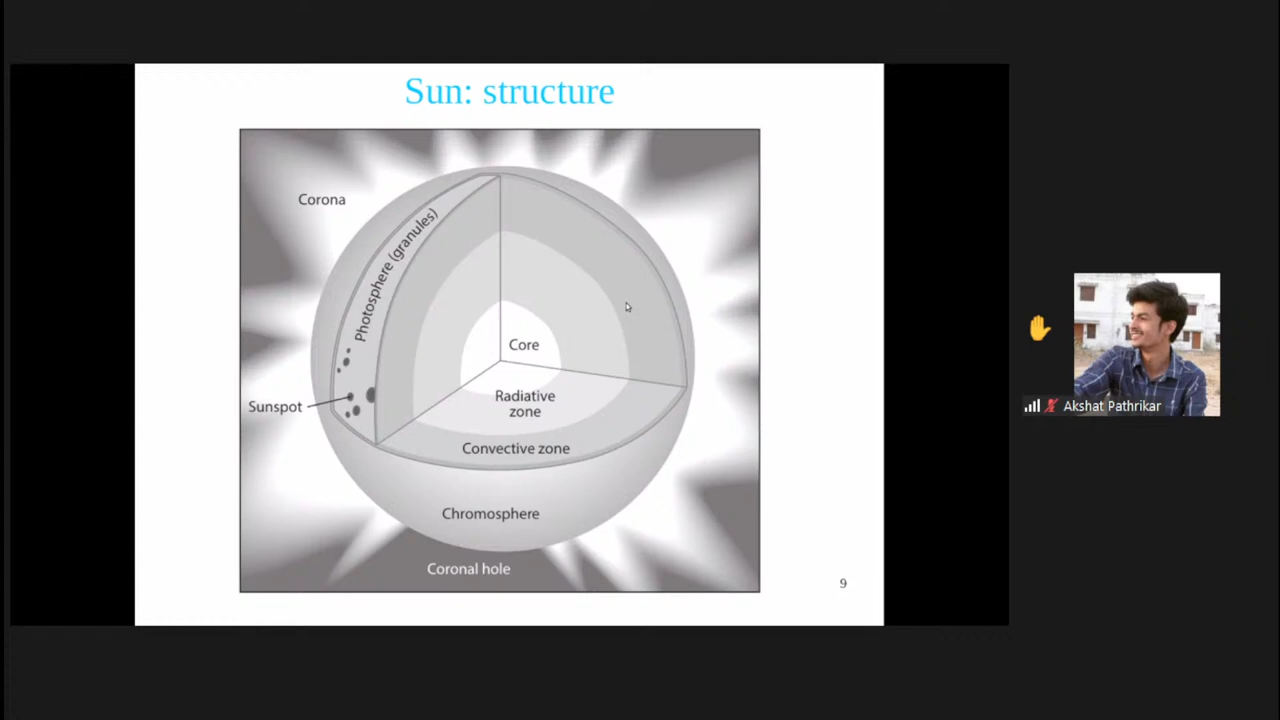 Sun: structure
Corona
Photosphere (granules)
Core
Radiative
zone
Sunspot
Convective zone
Chromosphere
Coronal hole
9
Akshat Pathrikar